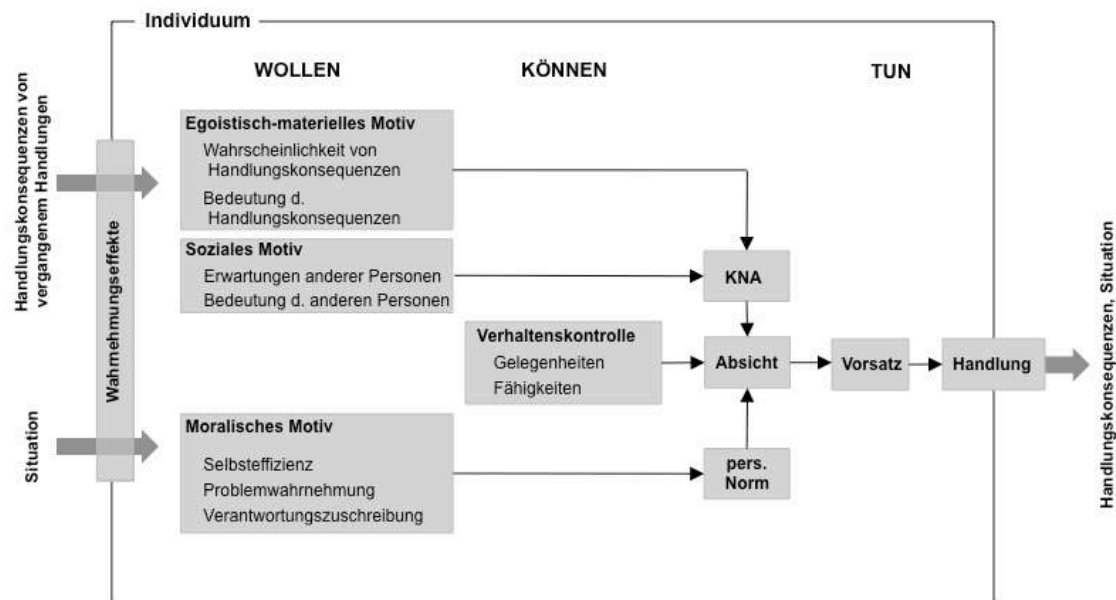 Individuum
WOLLEN
KÖNNEN
TUN
Handlungskonsequenzen von
vergangenem Handlungen
Situation
Wahrnehmungseffekte
Egoistisch-materielles Motiv
Wahrscheinlichkeit von
Handlungskonsequenzen
Bedeutung d.
Handlungskonsequenzen
Soziales Motiv
Erwartungen anderer Personen
Bedeutung d. anderen Personen
KNA
Verhaltenskontrolle
Gelegenheiten
Fähigkeiten
Absicht
Vorsatz
Handlung
Moralisches Motiv
Selbsteffizienz
Problemwahrnehmung
Verantwortungszuschreibung
pers.
Norm
Handlungskonsequenzen, Situation